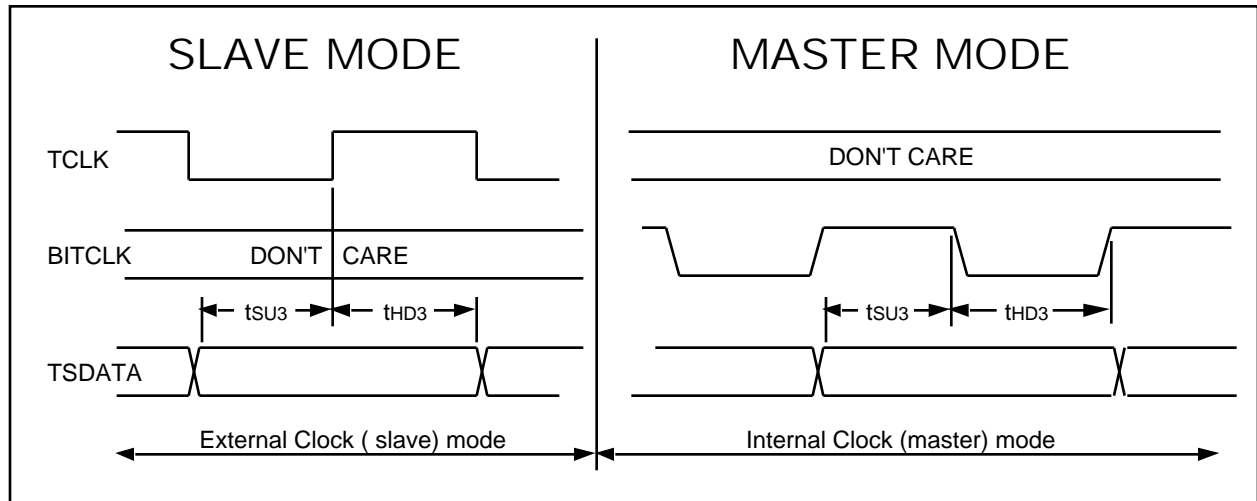 SLAVE MODE
MASTER MODE
TCLK
DON'T CARE
BITCLK
DON'T CARE
tSU3
tHD3
tSU3
tHD3
TSDATA
External Clock ( slave) mode
Internal Clock (master) mode